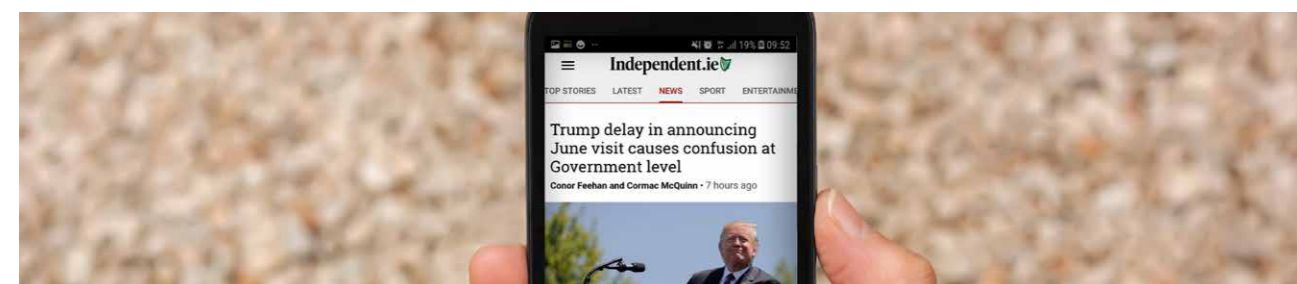 19% 09:52
Independent.ie
TOP STORIES LATEST NEWS SPORT ENTERTAINME
Trump delay in announcing
June visit causes confusion at
Government level
Conor Feehan and Cormac McQuinn • 7 hours ago